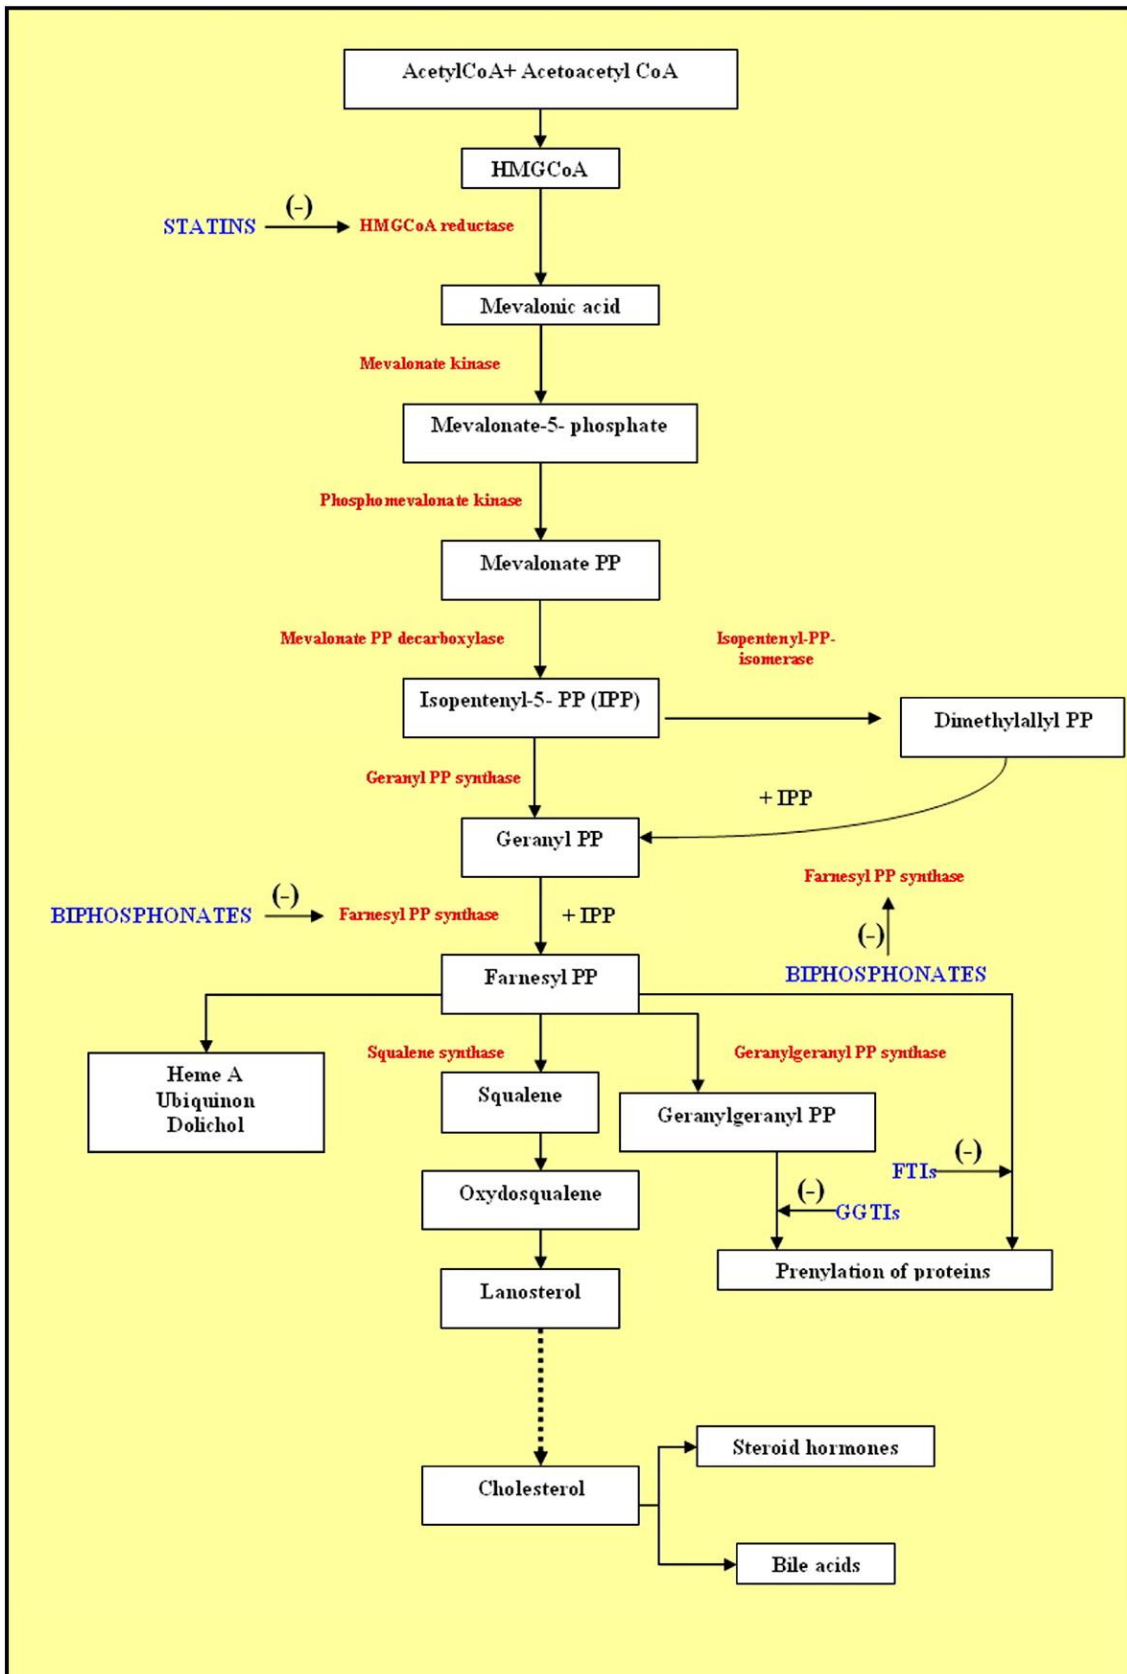 AcetylCoA+ Acetoacetyl CoA
HMGCoA
(-)
STATINS
HMGCoA reductase
Mevalonic acid
Mevalonate kinase
Mevalonate-5- phosphate
Phosphomevalonate kinase
Mevalonate PP
Mevalonate PP decarboxylase
Isopentenyl-PP-
isomerase
Isopentenyl-5- PP (IPP)
Dimethylallyl PP
Geranyl PP synthase
+ IPP
Geranyl PP
Farnesyl PP synthase
(-)
BIPHOSPHONATES
Farnesyl PP synthase
+ IPP
(-)
BIPHOSPHONATES
Farnesyl PP
Squalene synthase
Geranylgeranyl PP synthase
Heme A
Ubiquinon
Dolichol
Squalene
Geranylgeranyl PP
(-)
FTIs
Oxydosqualene
(-)
GGTIs
Prenylation of proteins
Lanosterol
Steroid hormones
Cholesterol
Bile acids